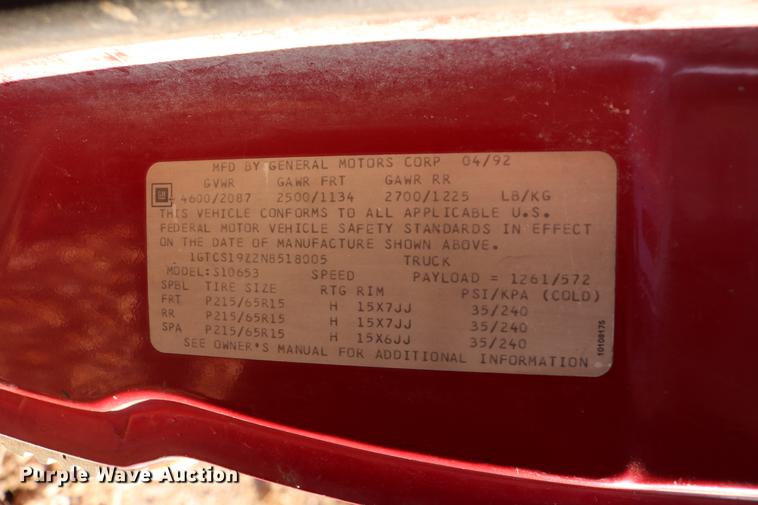 MFD BY GENERAL MOTORS CORP 04/92
GVWR GAWR FRT GAWR RR
GM 4600/2087 2500/1134 2700/1225 LB/KG
THIS VEHICLE CONFORMS TO ALL APPLICABLE U.S.
FEDERAL MOTOR VEHICLE SAFETY STANDARDS IN EFFECT
ON THE DATE OF MANUFACTURE SHOWN ABOVE.
1GTCS19Z2N8518005 TRUCK
MODEL:S10653 SPEED PAYLOAD = 1261/572
SPBL TIRE SIZE RTG RIM PSI/KPA (COLD)
FRT P215/65R15 H 15X7JJ 35/240
RR P215/65R15 H 15X7JJ 35/240
SPA P215/65R15 H 15X6JJ 35/240
SEE OWNER'S MANUAL FOR ADDITIONAL INFORMATION
10108175
Purple Wave Auction